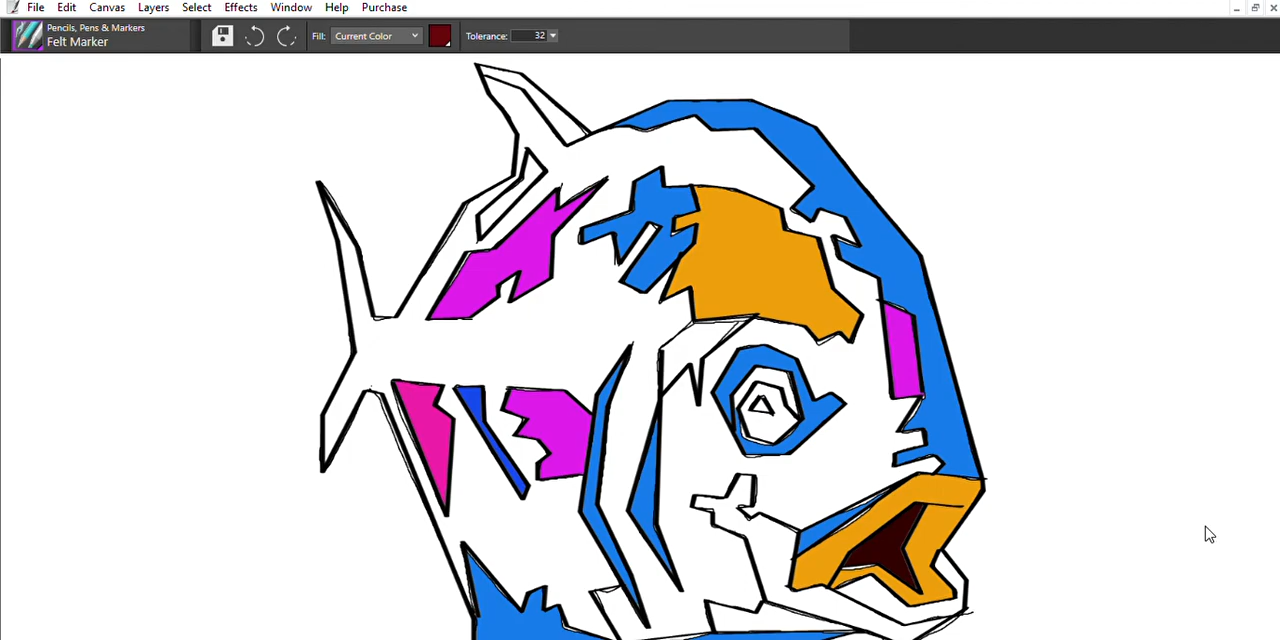 File Edit Canvas Layers Select Effects Window Help Purchase
Pencils, Pens & Markers
Felt Marker
Fill: Current Color Tolerance: 32